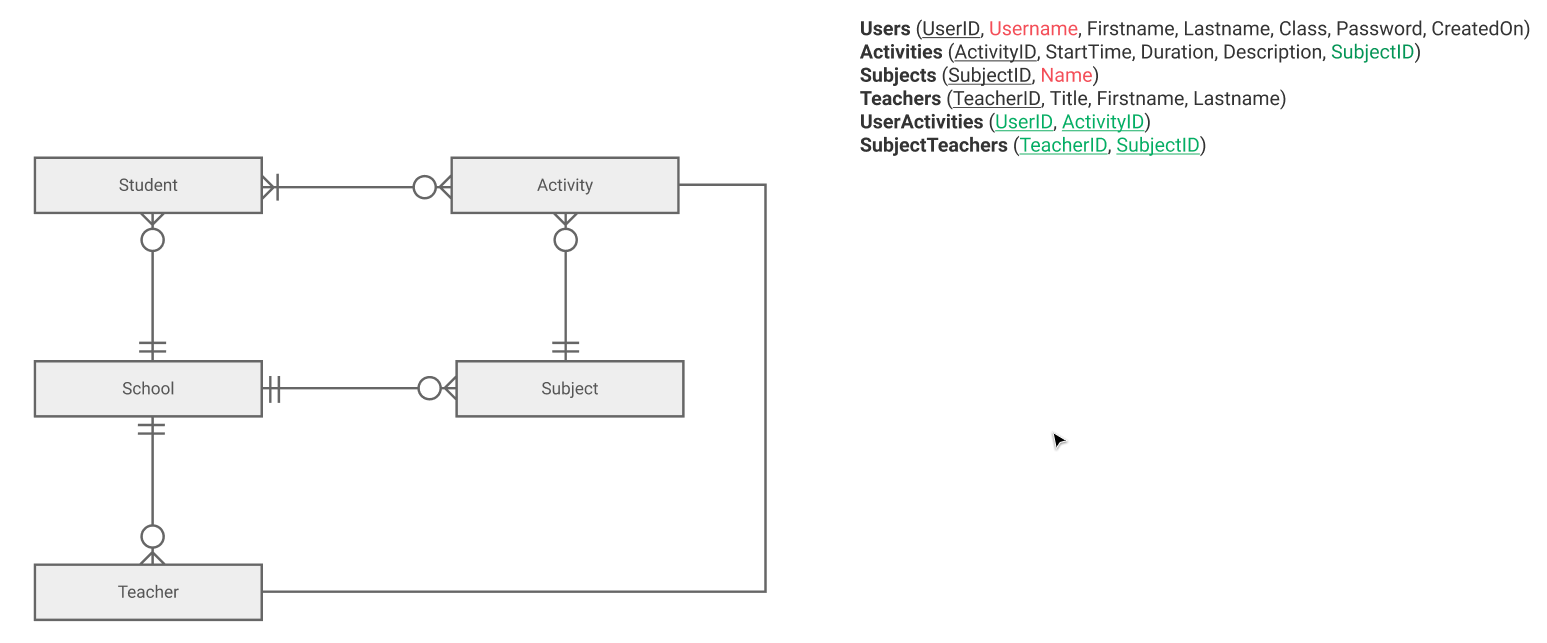 Users (UserID, Username, Firstname, Lastname, Class, Password, CreatedOn)
Activities (ActivityID, StartTime, Duration, Description, SubjectID)
Subjects (SubjectID, Name)
Teachers (TeacherID, Title, Firstname, Lastname)
UserActivities (UserID, ActivityID)
SubjectTeachers (TeacherID, SubjectID)
Student
Activity
School
Subject
Teacher